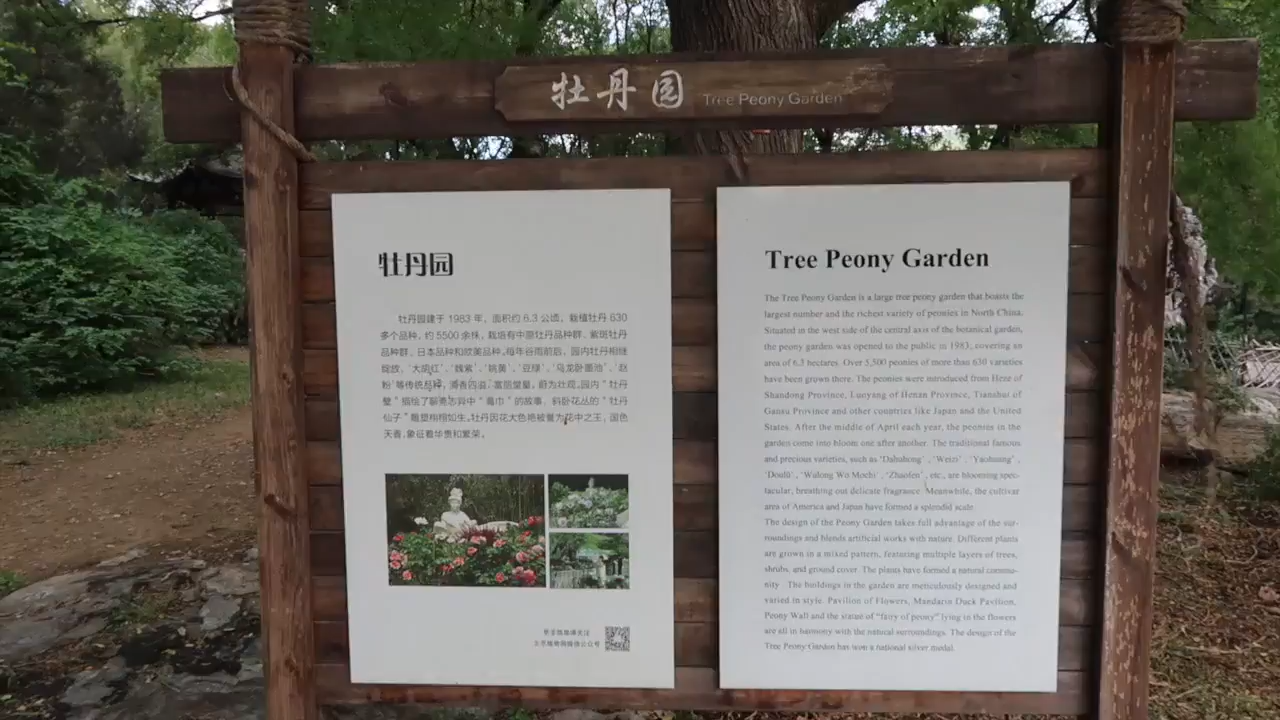 牡丹园 Tree Peony Garden
牡丹园
牡丹园建于 1983 年，面积约 6.3 公顷，栽植牡丹 630
多个品种，约 5500 余株，栽培有中原牡丹品种群、紫斑牡丹
品种群、日本品种和欧美品种。每年谷雨前后，园内牡丹相继
绽放，‘大胡红’、‘魏紫’、‘姚黄’、‘豆绿’、‘乌龙卧墨池’、‘赵
粉’等传统品种，清香四溢，富丽堂皇，蔚为壮观。园内“牡丹
壁”描绘了聊斋志异中“葛巾”的故事，斜卧花丛的“牡丹
仙子”雕塑栩栩如生。牡丹因花大色艳被誉为花中之王，国色
天香，象征着华贵和繁荣。
Tree Peony Garden
The Tree Peony Garden is a large tree peony garden that boasts the
largest number and the richest variety of peonies in North China.
Situated in the west side of the central axis of the botanical garden,
the peony garden was opened to the public in 1983, covering an
area of 6.3 hectares. Over 5,500 peonies of more than 630 varieties
have been grown there. The peonies were introduced from Heze of
Shandong Province, Luoyang of Henan Province, Tianshui of
Gansu Province and other countries like Japan and the United
States. After the middle of April each year, the peonies in the
garden come into bloom one after another. The traditional famous
and precious varieties, such as ‘Dahuhong’, ‘Weizi’, ‘Yaohuang’,
‘Doulü’, ‘Wulong Wo Mochi’, ‘Zhaofen’, etc., are blooming spec-
tacular, breathing out delicate fragrance. Meanwhile, the cultivar
area of America and Japan have formed a splendid scale.
The design of the Peony Garden takes full advantage of the sur-
roundings and blends artificial works with nature. Different plants
are grown in a mixed pattern, featuring multiple layers of trees,
shrubs, and ground cover. The plants have formed a natural commu-
nity. The buildings in the garden are meticulously designed and
varied in style. Pavilion of Flowers, Mandarin Duck Pavilion,
Peony Wall and the statue of “fairy of peony” lying in the flowers
are all in harmony with the natural surroundings. The design of the
Tree Peony Garden has won a national silver medal.